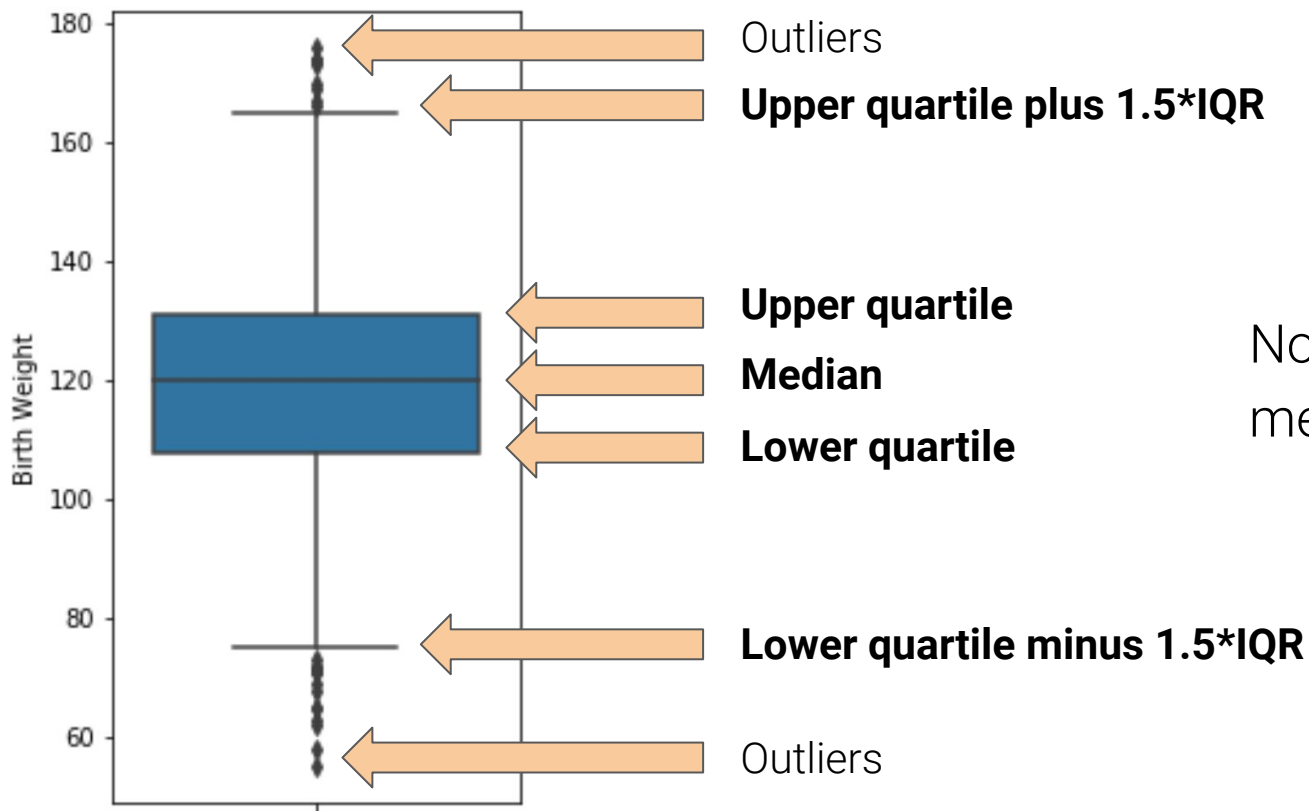 180
160
140
120
100
80
60
Birth Weight
Outliers
Upper quartile plus 1.5*IQR
Upper quartile
Median
Lower quartile
Lower quartile minus 1.5*IQR
Outliers